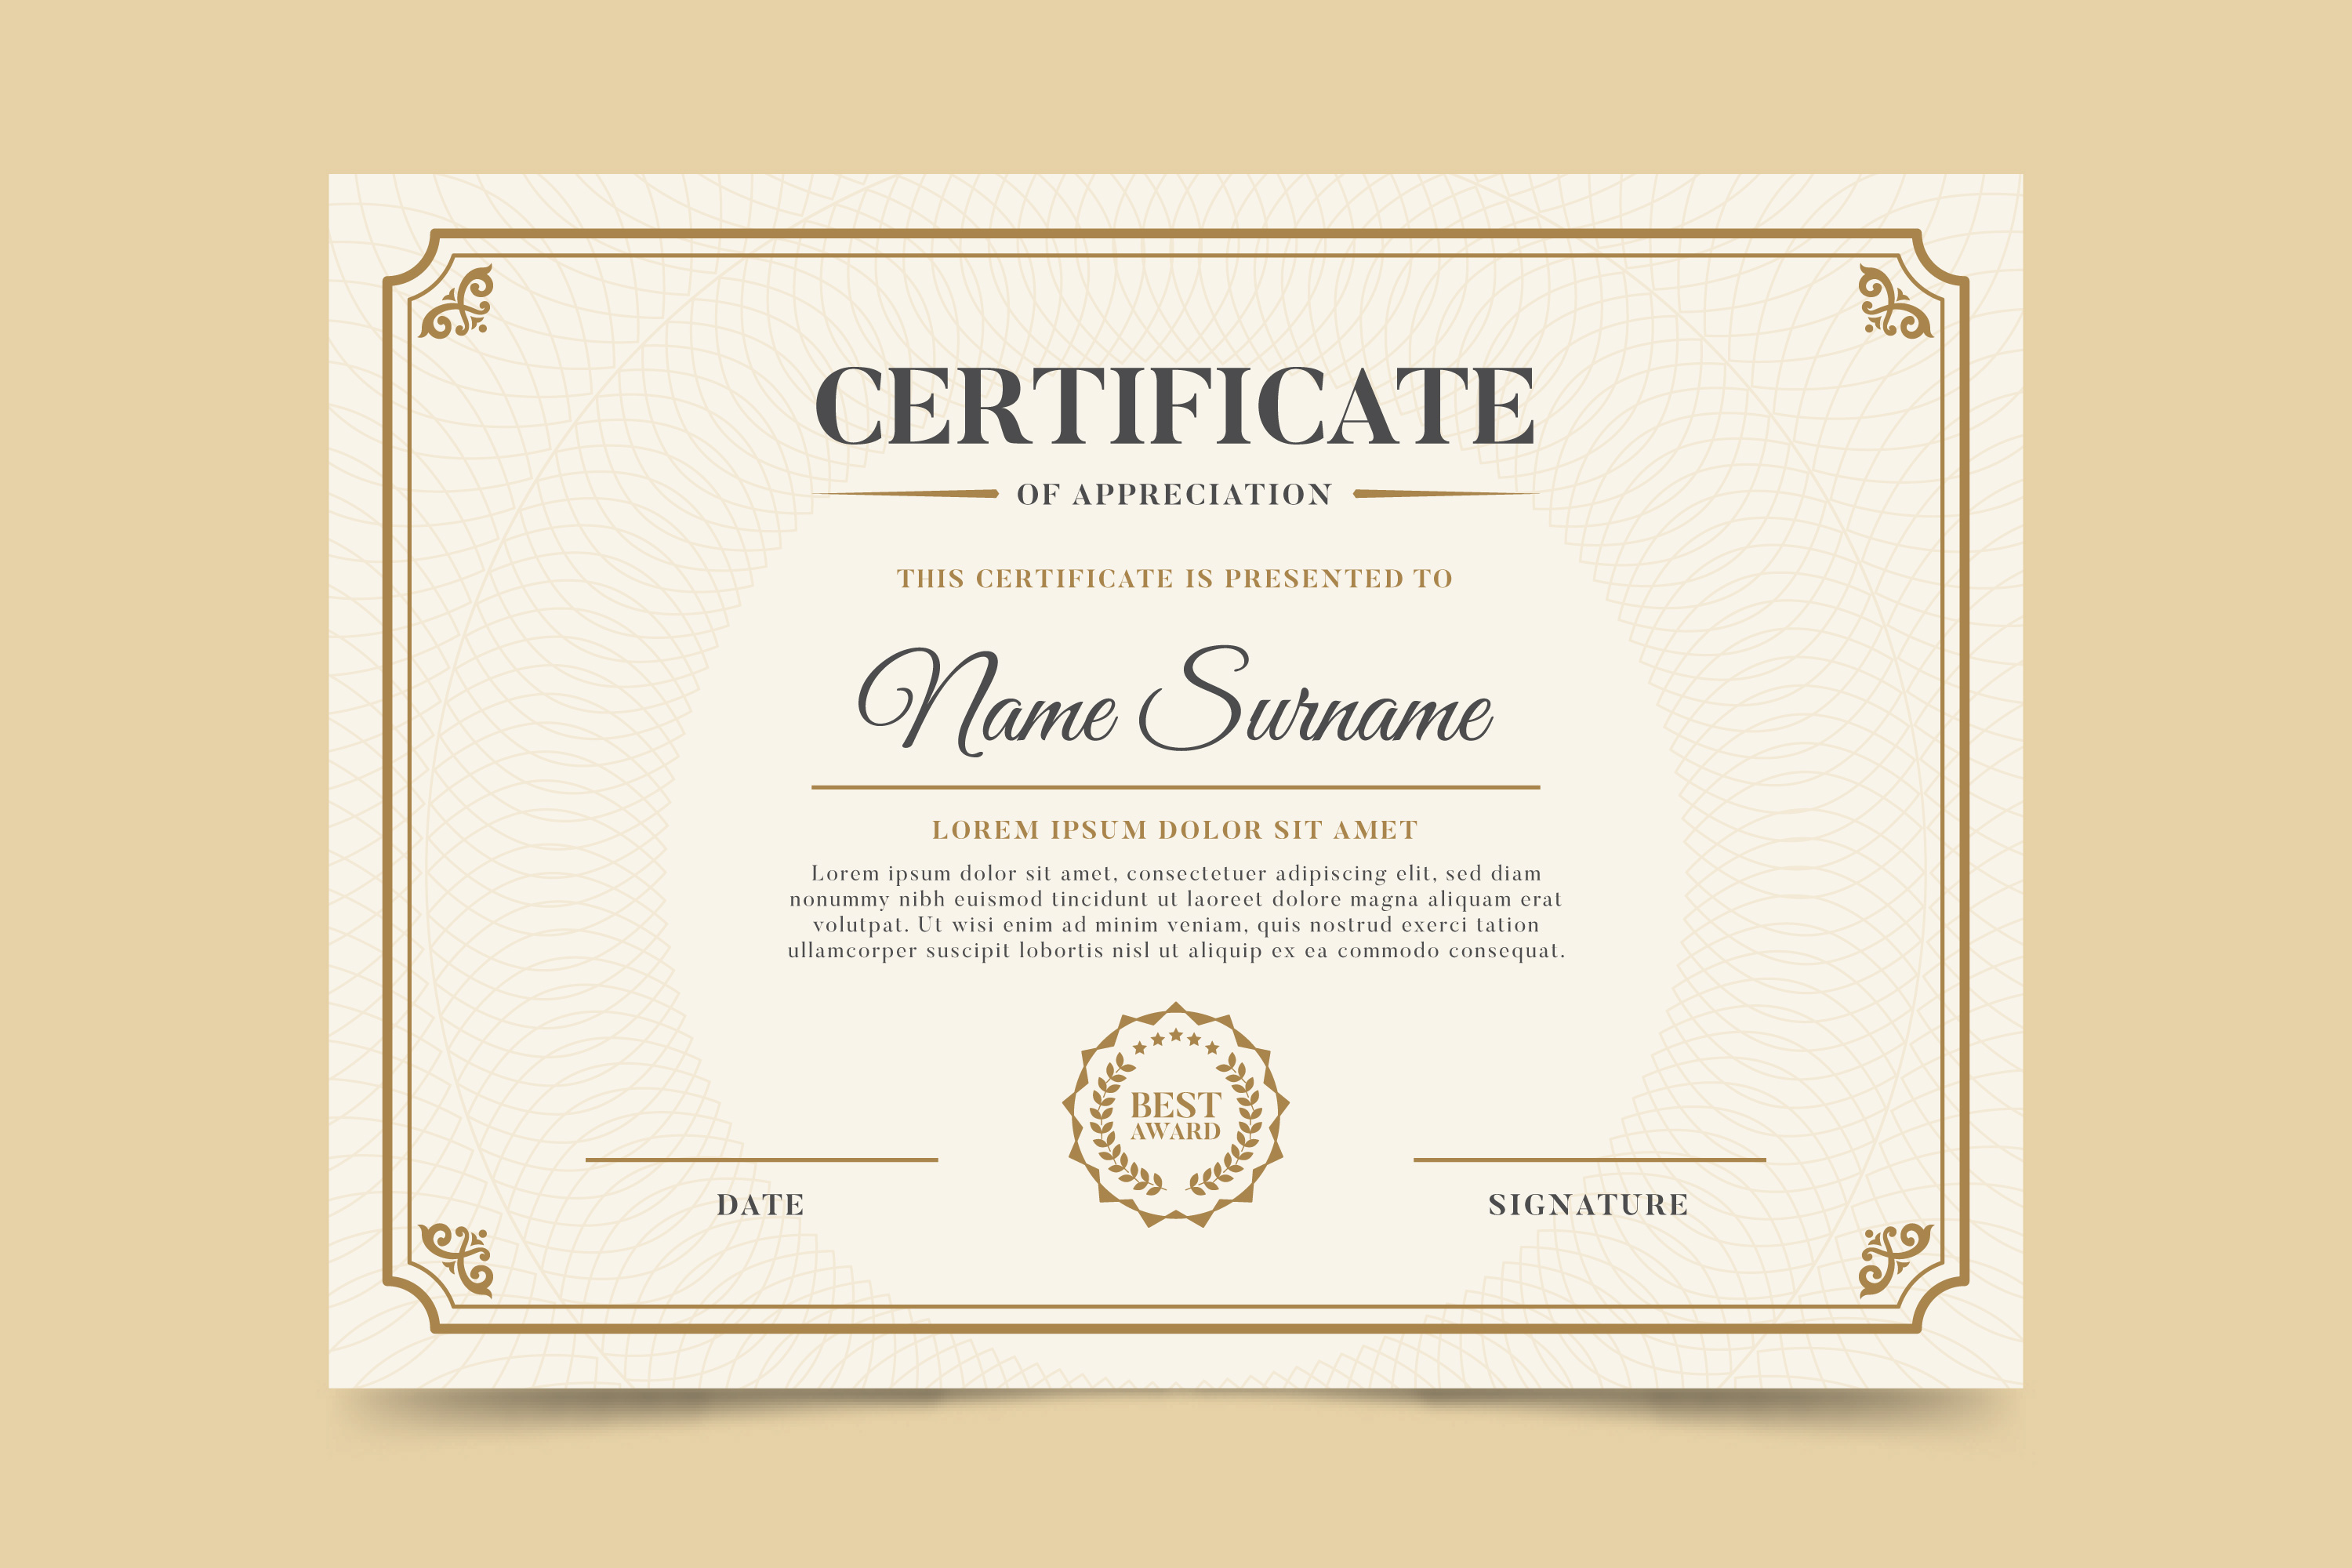 CERTIFICATE
OF APPRECIATION
THIS CERTIFICATE IS PRESENTED TO
Name Surname
LOREM IPSUM DOLOR SIT AMET
Lorem ipsum dolor sit amet, consectetuer adipiscing elit, sed diam
nonummy nibh euismod tincidunt ut laoreet dolore magna aliquam erat
volutpat. Ut wisi enim ad minim veniam, quis nostrud exerci tation
ullamcorper suscipit lobortis nisl ut aliquip ex ea commodo consequat.
BEST
AWARD
DATE
SIGNATURE